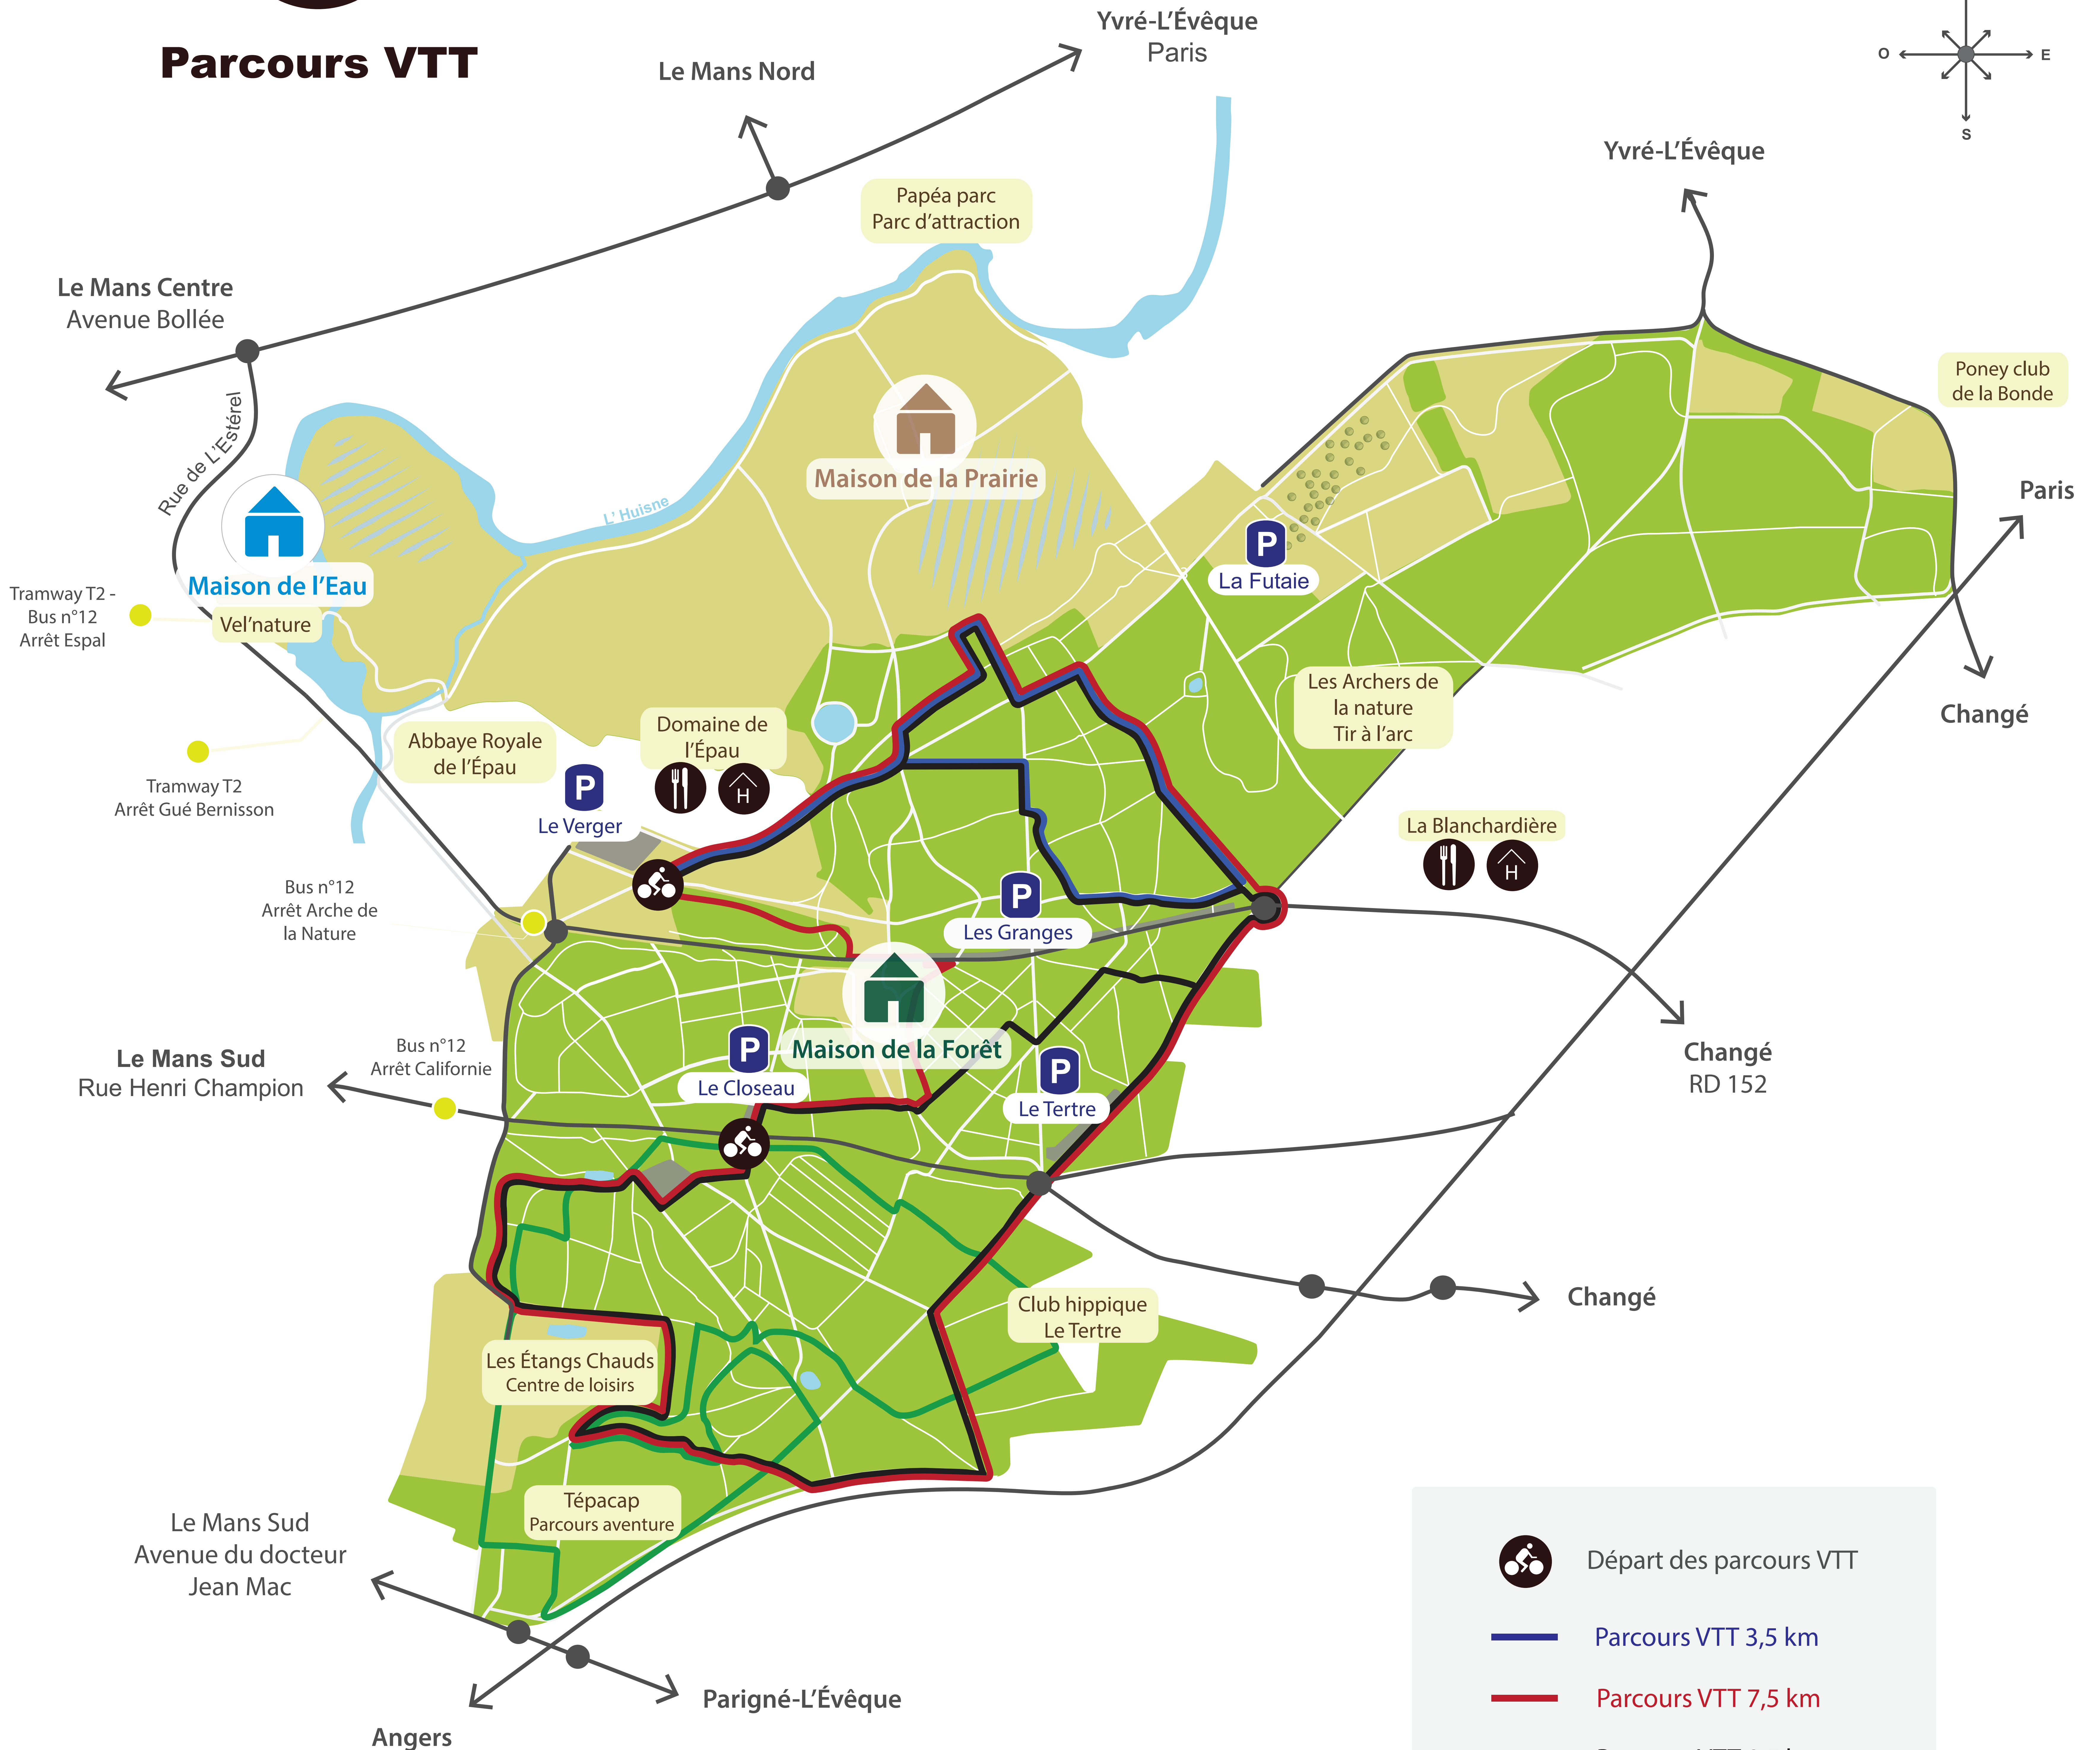 Parcours VTT
Yvré-L'Évêque
Paris
Le Mans Nord
O
E
S
Yvré-L'Évêque
Papéa parc
Parc d'attraction
Le Mans Centre
Avenue Bollée
Rue de L'Estérel
Poney club
de la Bonde
Paris
Maison de la Prairie
L' Huisne
P
La Futaie
Maison de l'Eau
Vel'nature
Tramway T2 -
Bus n°12
Arrêt Espal
Les Archers de
la nature
Tir à l'arc
Changé
Domaine de
l'Épau
H
Abbaye Royale
de l'Épau
P
Le Verger
Tramway T2
Arrêt Gué Bernisson
La Blanchardière
H
Bus n°12
Arrêt Arche de
la Nature
P
Les Granges
Maison de la Forêt
P
Le Closeau
P
Le Tertre
Le Mans Sud
Rue Henri Champion
Bus n°12
Arrêt Californie
Changé
RD 152
Changé
Club hippique
Le Tertre
Les Étangs Chauds
Centre de loisirs
Tépacap
Parcours aventure
Le Mans Sud
Avenue du docteur
Jean Mac
Parigné-L'Évêque
Angers
Départ des parcours VTT
Parcours VTT 3,5 km
Parcours VTT 7,5 km